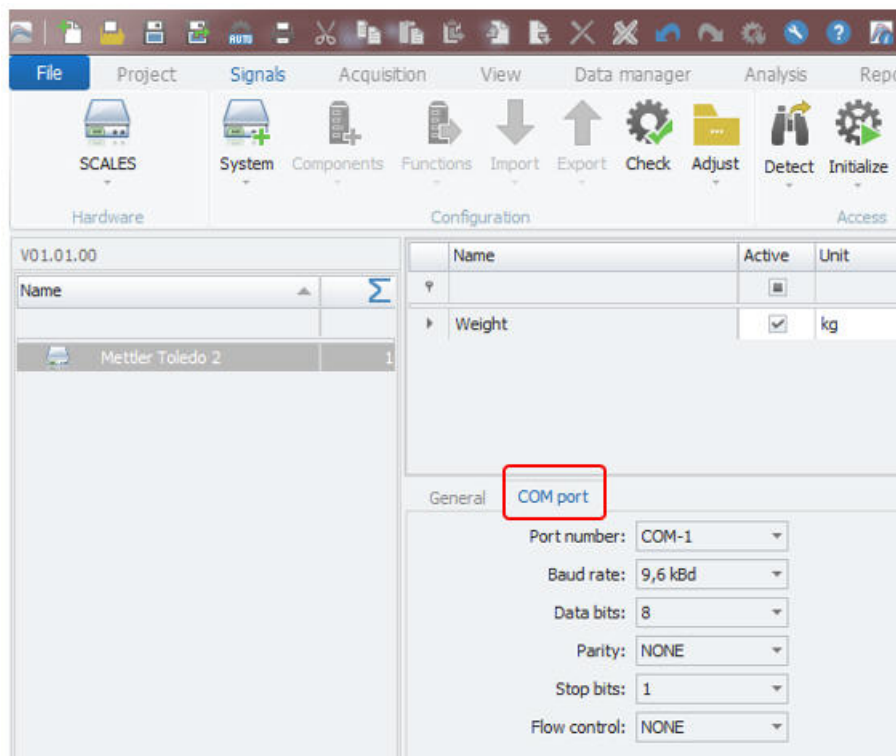 AUTO
File Project Signals Acquisition View Data manager Analysis
SCALES System Components Functions Import Export Check Adjust Detect Initialize
Hardware Configuration Access
V01.01.00
Name
Mettler Toledo 2 1
Name Active Unit
Weight kg
General COM port
Port number: COM-1
Baud rate: 9,6 kBd
Data bits: 8
Parity: NONE
Stop bits: 1
Flow control: NONE